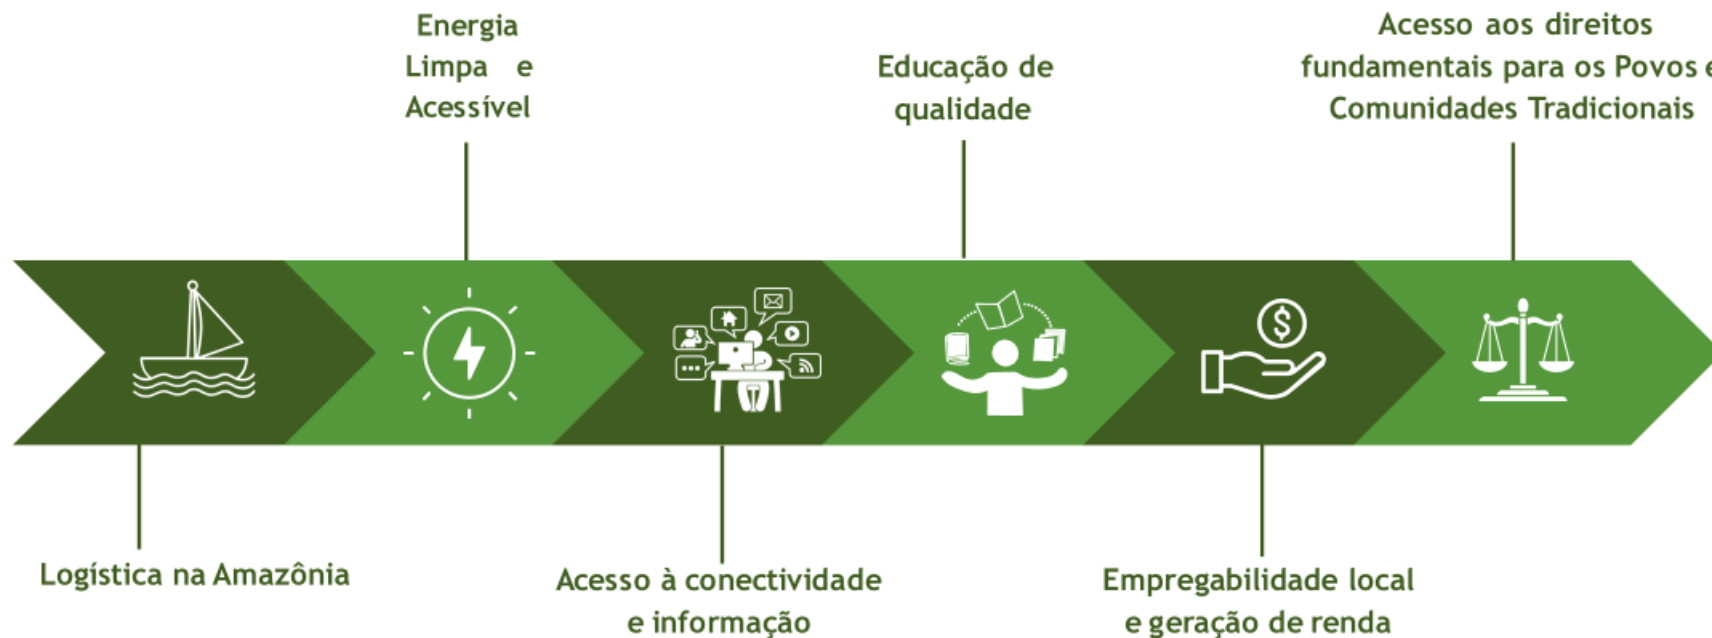 Energia
Limpa e
Acessível
Educação de
qualidade
Acesso aos direitos
fundamentais para os Povos e
Comunidades Tradicionais
$
Logística na Amazônia
Acesso à conectividade
e informação
Empregabilidade local
e geração de renda